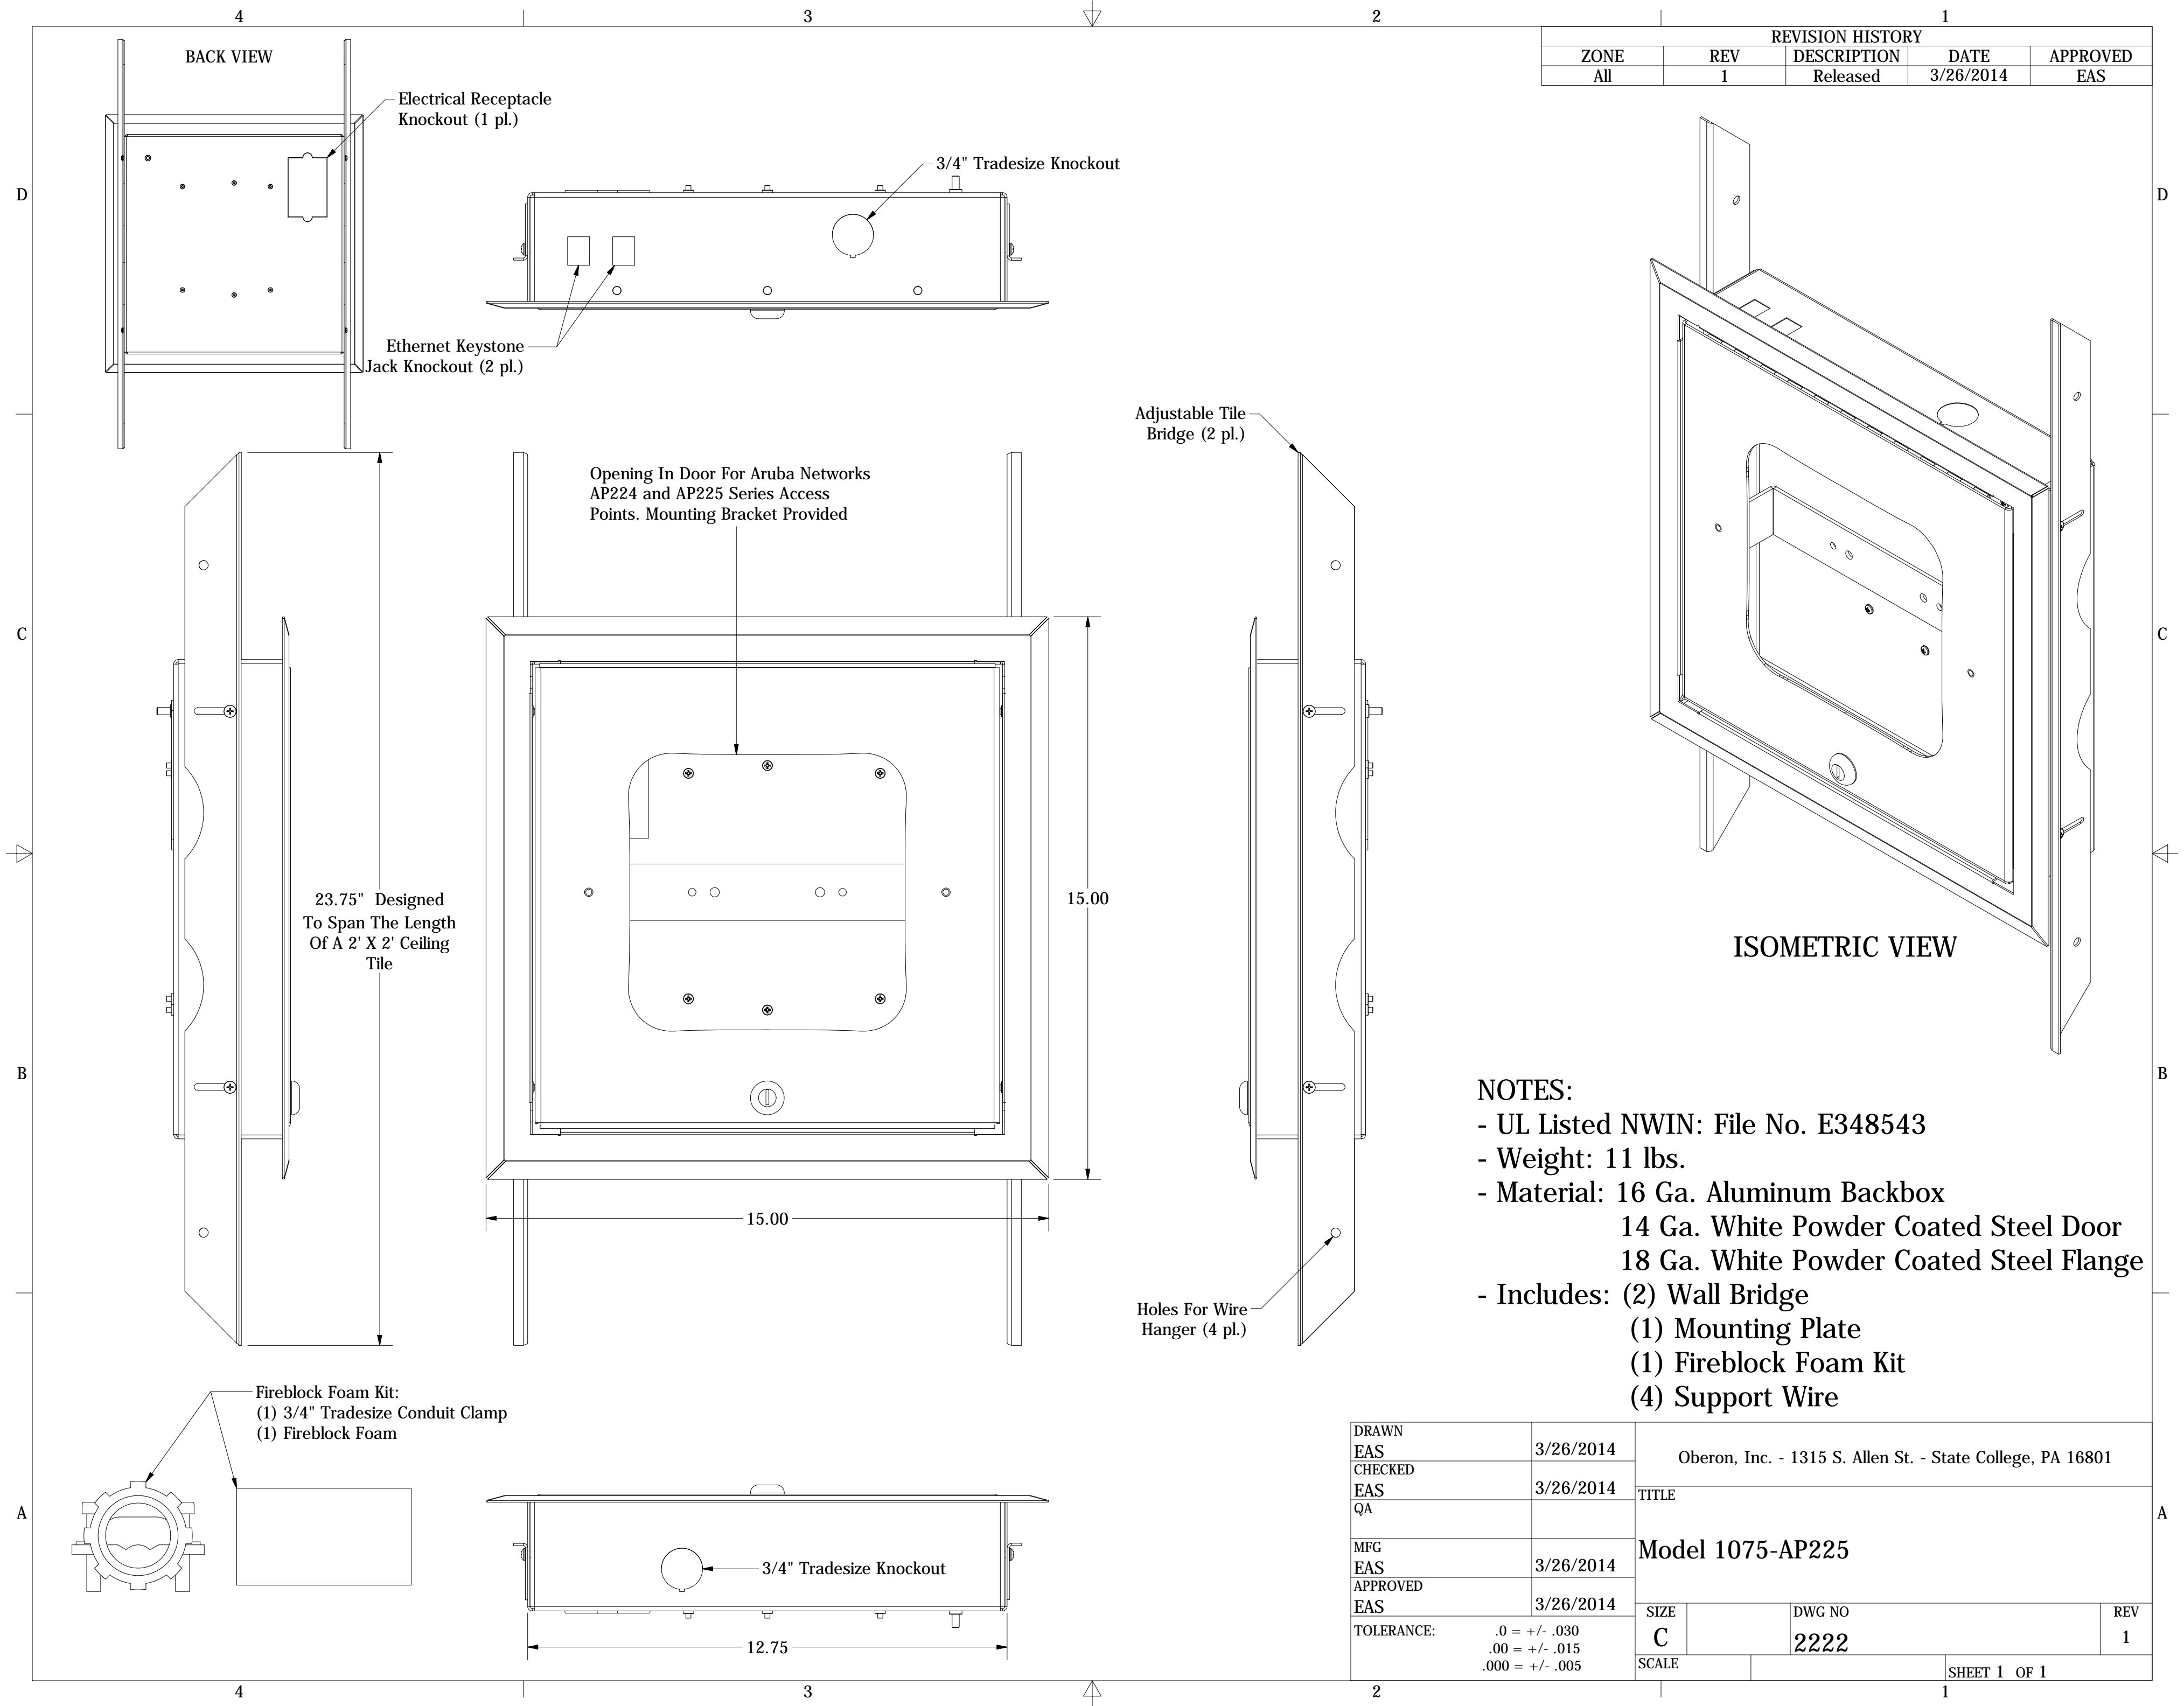 4
3
2
1
REVISION HISTORY
ZONE REV DESCRIPTION DATE APPROVED
All 1 Released 3/26/2014 EAS
BACK VIEW
Electrical Receptacle
Knockout (1 pl.)
3/4" Tradesize Knockout
D
D
Ethernet Keystone
Jack Knockout (2 pl.)
Adjustable Tile
Bridge (2 pl.)
Opening In Door For Aruba Networks
AP224 and AP225 Series Access
Points. Mounting Bracket Provided
C
C
23.75" Designed
To Span The Length
Of A 2' X 2' Ceiling
Tile
15.00
ISOMETRIC VIEW
B
B
15.00
Holes For Wire
Hanger (4 pl.)
NOTES:
- UL Listed NWIN: File No. E348543
- Weight: 11 lbs.
- Material: 16 Ga. Aluminum Backbox
14 Ga. White Powder Coated Steel Door
18 Ga. White Powder Coated Steel Flange
- Includes: (2) Wall Bridge
(1) Mounting Plate
(1) Fireblock Foam Kit
(4) Support Wire
Fireblock Foam Kit:
(1) 3/4" Tradesize Conduit Clamp
(1) Fireblock Foam
A
A
3/4" Tradesize Knockout
12.75
DRAWN
EAS 3/26/2014
CHECKED
EAS 3/26/2014
QA
MFG
EAS 3/26/2014
APPROVED
EAS 3/26/2014
TOLERANCE: .0 = +/- .030
.00 = +/- .015
.000 = +/- .005
Oberon, Inc. - 1315 S. Allen St. - State College, PA 16801
TITLE
Model 1075-AP225
SIZE
C
DWG NO
2222
REV
1
SCALE
SHEET 1 OF 1
4
3
2
1